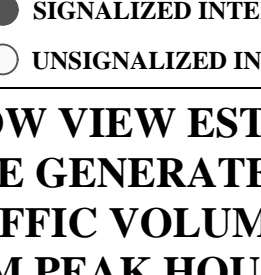 SIGNALIZED INTE
UNSIGNALIZED IN
OW VIEW EST
E GENERATE
FFIC VOLUM
M PEAK HOU